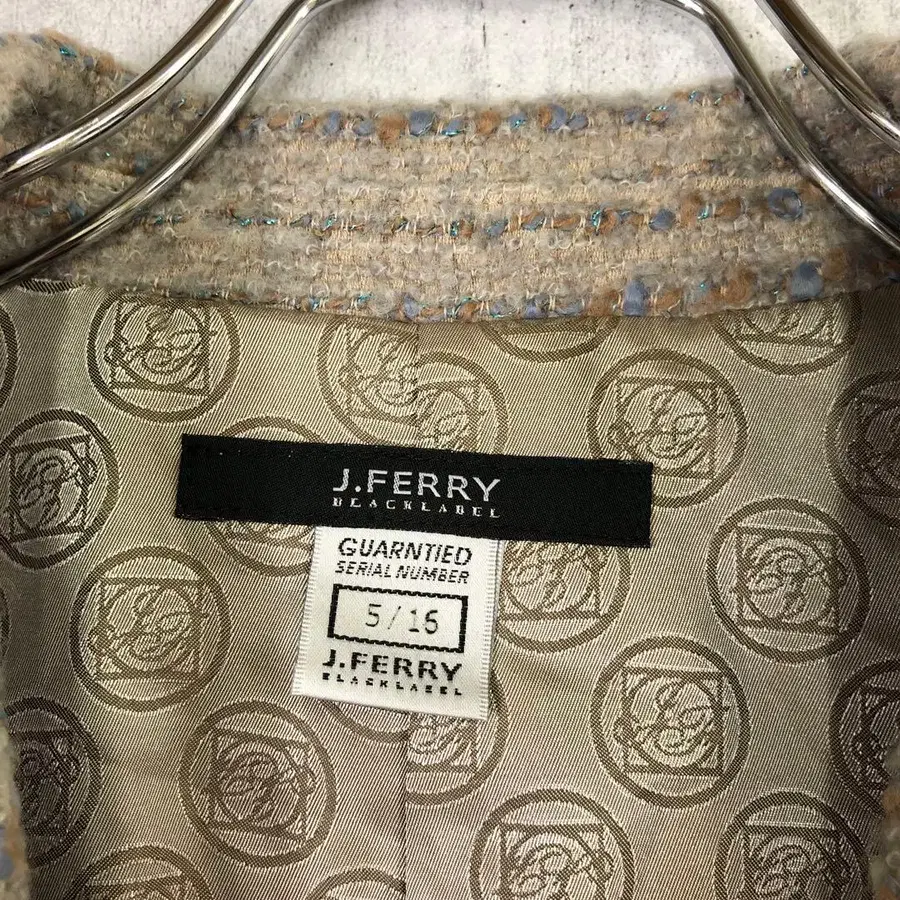 J.FERRY
BLACKLABEL
GUARNTIED
SERIAL NUMBER
5/16
J.FERRY
BLACKLABEL